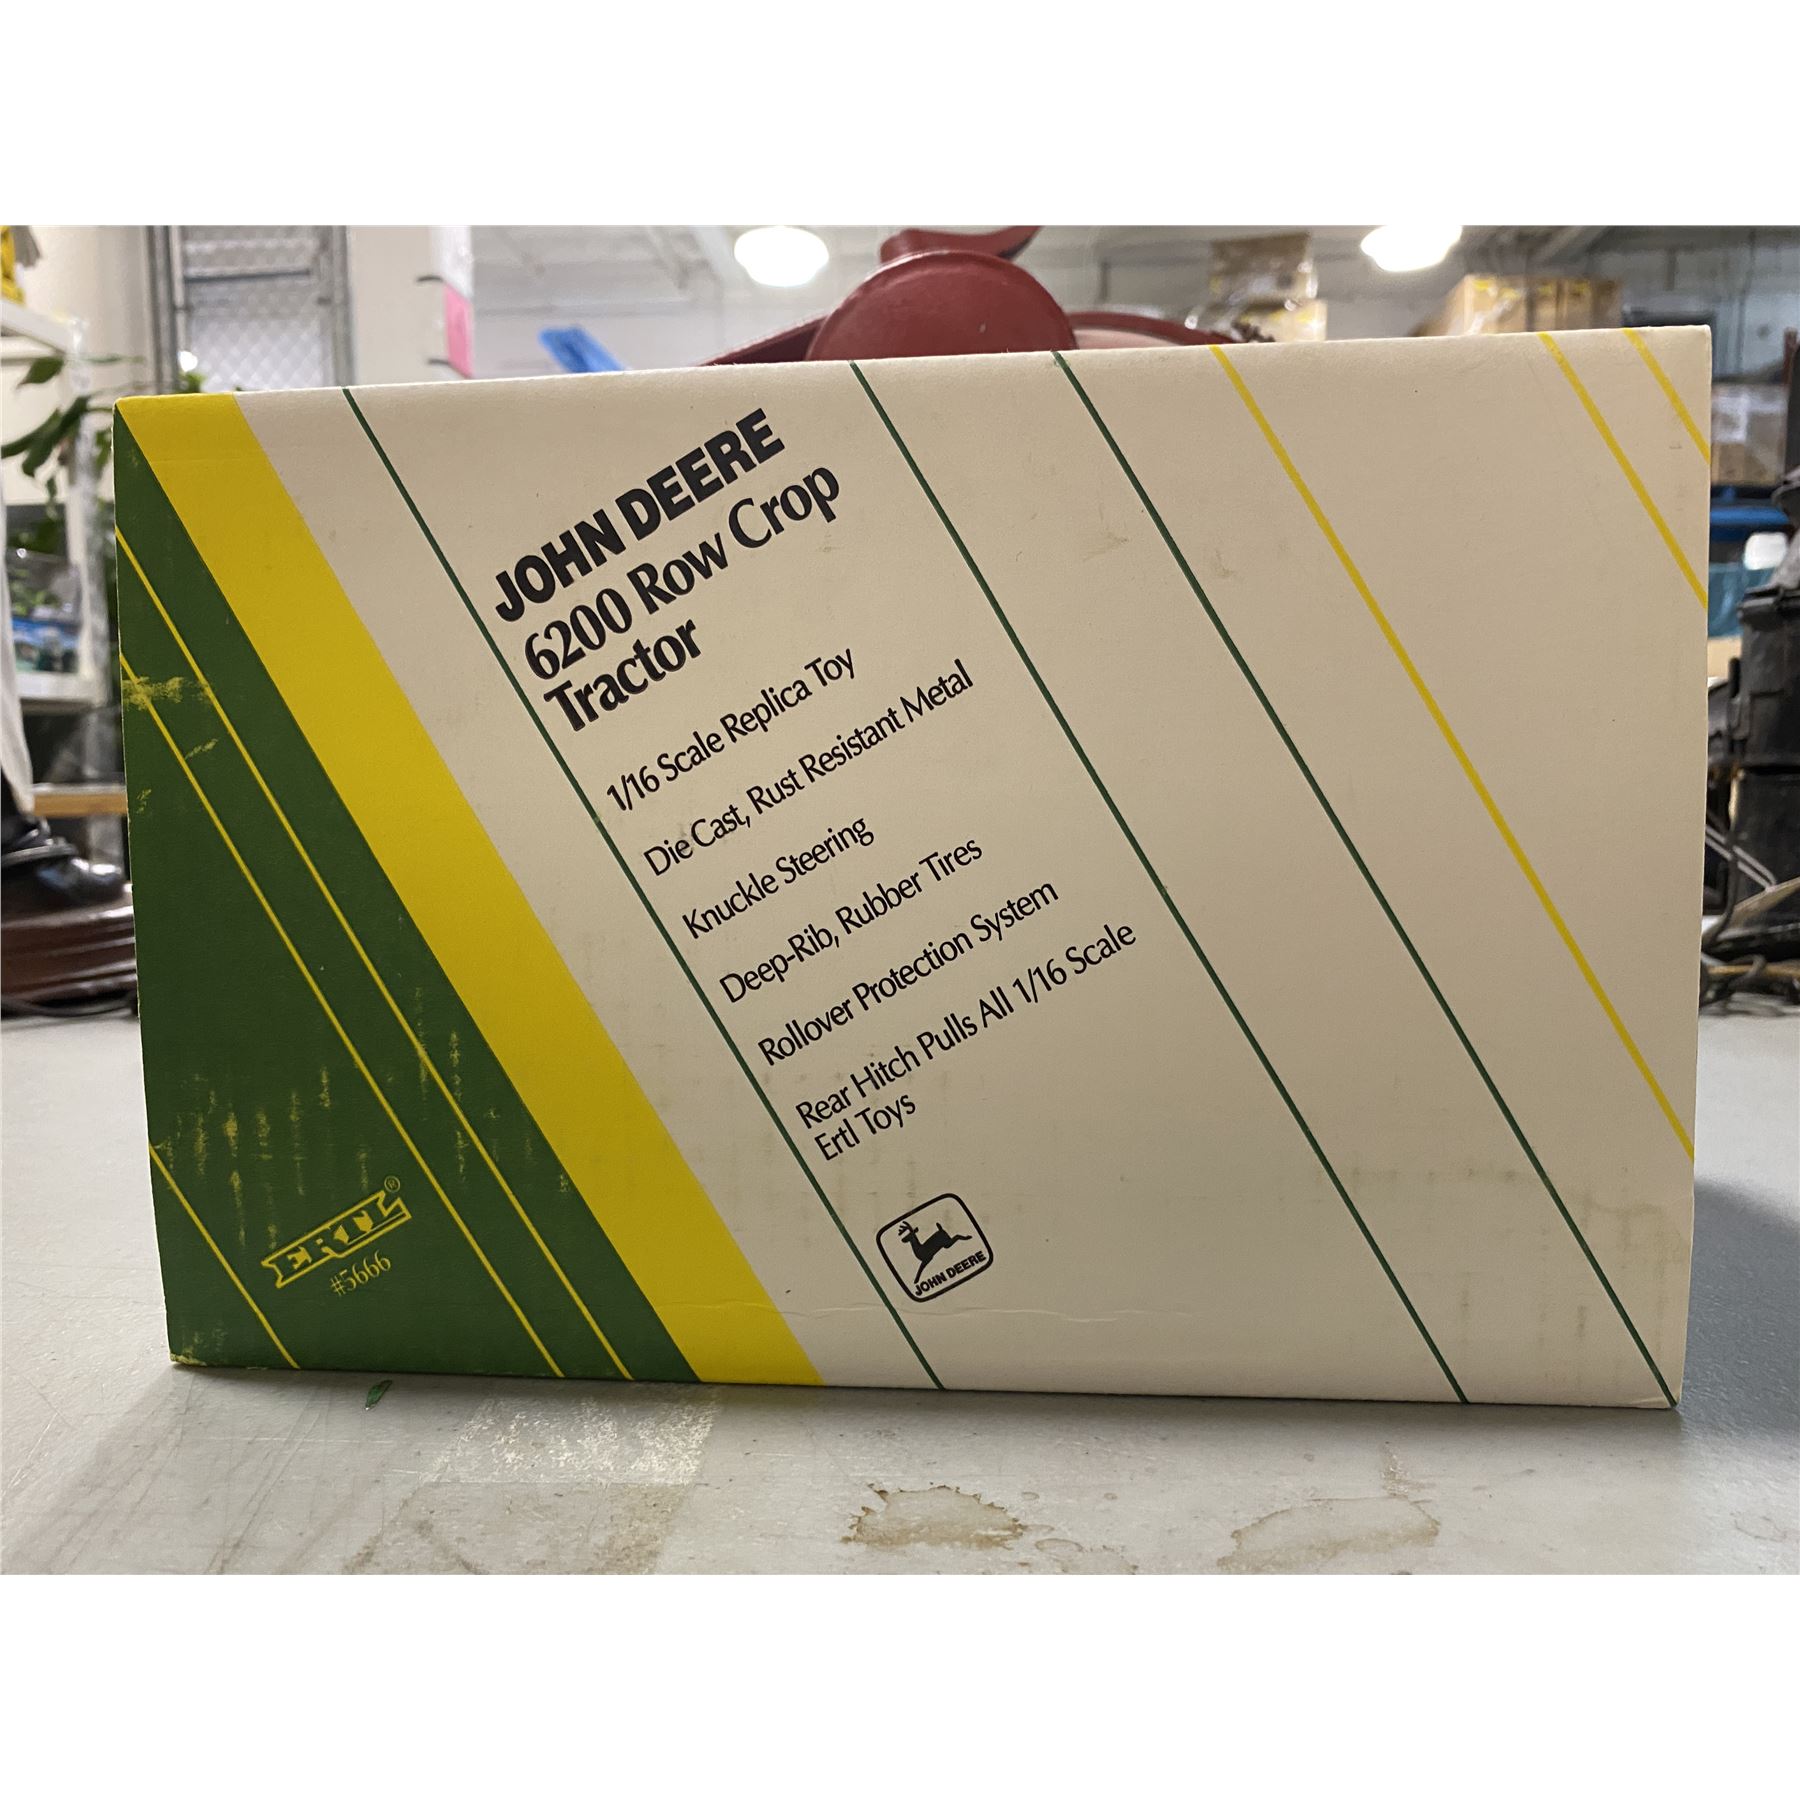 JOHN DEERE
6200 Row Crop
Tractor
1/16 Scale Replica Toy
Die Cast, Rust Resistant Metal
Knuckle Steering
Deep-Rib, Rubber Tires
Rollover Protection System
Rear Hitch Pulls All 1/16 Scale
Ertl Toys
JOHN DEERE
ERTL®
#5666